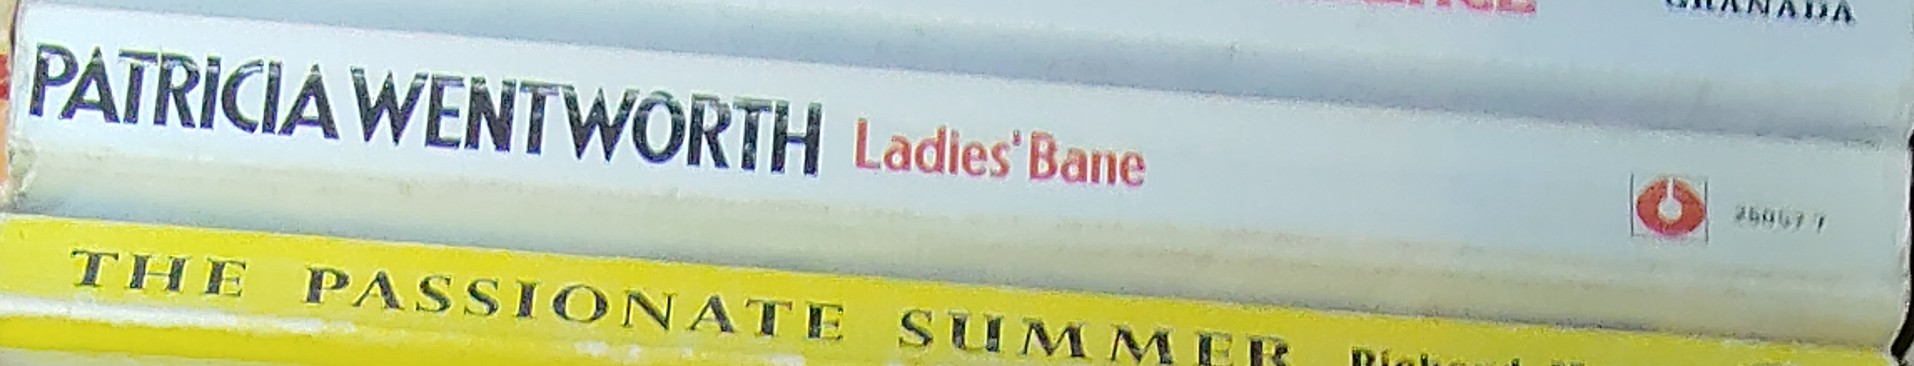 GRANADA
PATRICIA WENTWORTH Ladies' Bane
THE PASSIONATE SUMMER